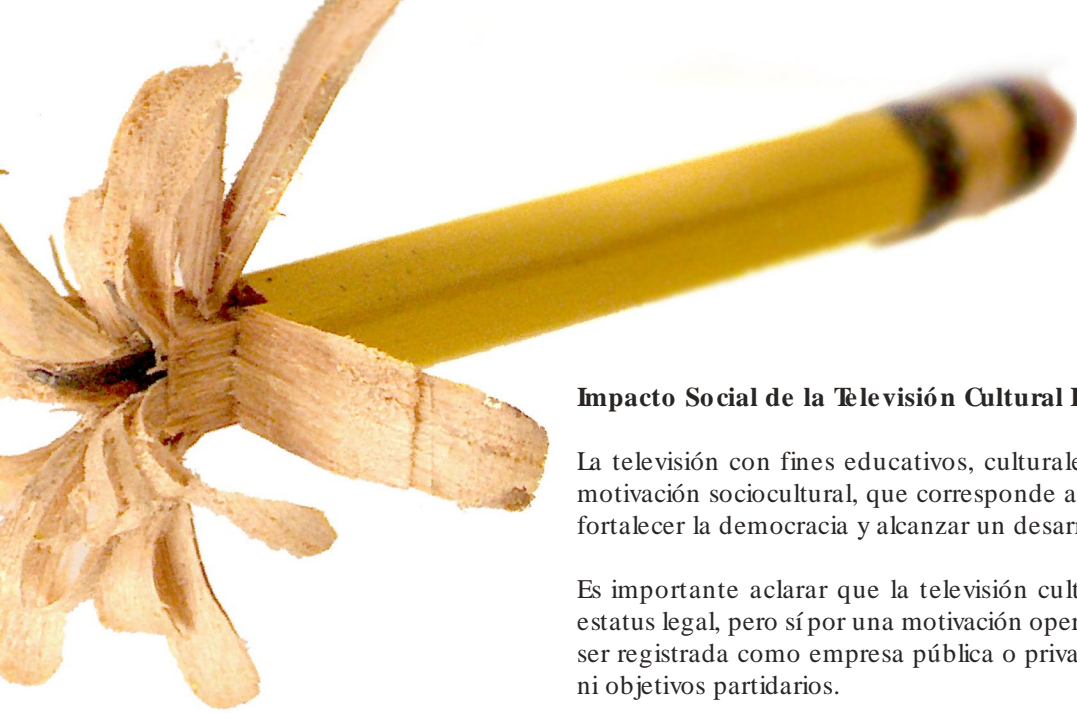 Impacto Social de la Televisión Cultural
La televisión con fines educativos,
motivación sociocultural, que corresponde a
fortalecer la democracia y alcanzar un
Es importante aclarar que la televisión
estatus legal, pero sí por una motivación
ser registrada como empresa pública o
ni objetivos partidarios.